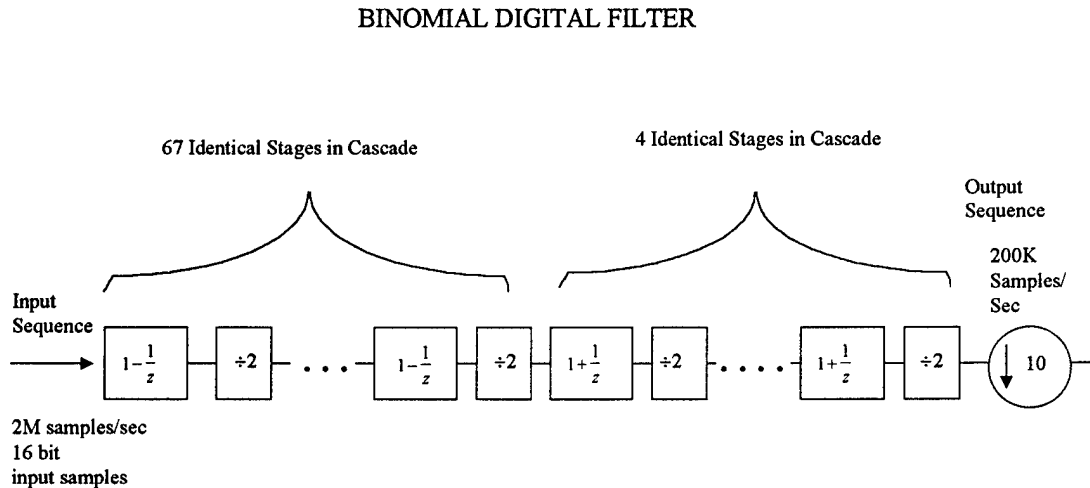 BINOMIAL DIGITAL FILTER
67 Identical Stages in Cascade
4 Identical Stages in Cascade
Output
Sequence
200K
Samples/
Sec
Input
Sequence
1-1/z
÷2
....
1-1/z
÷2
1+1/z
÷2
....
1+1/z
÷2
↓ 10
2M samples/sec
16 bit
input samples